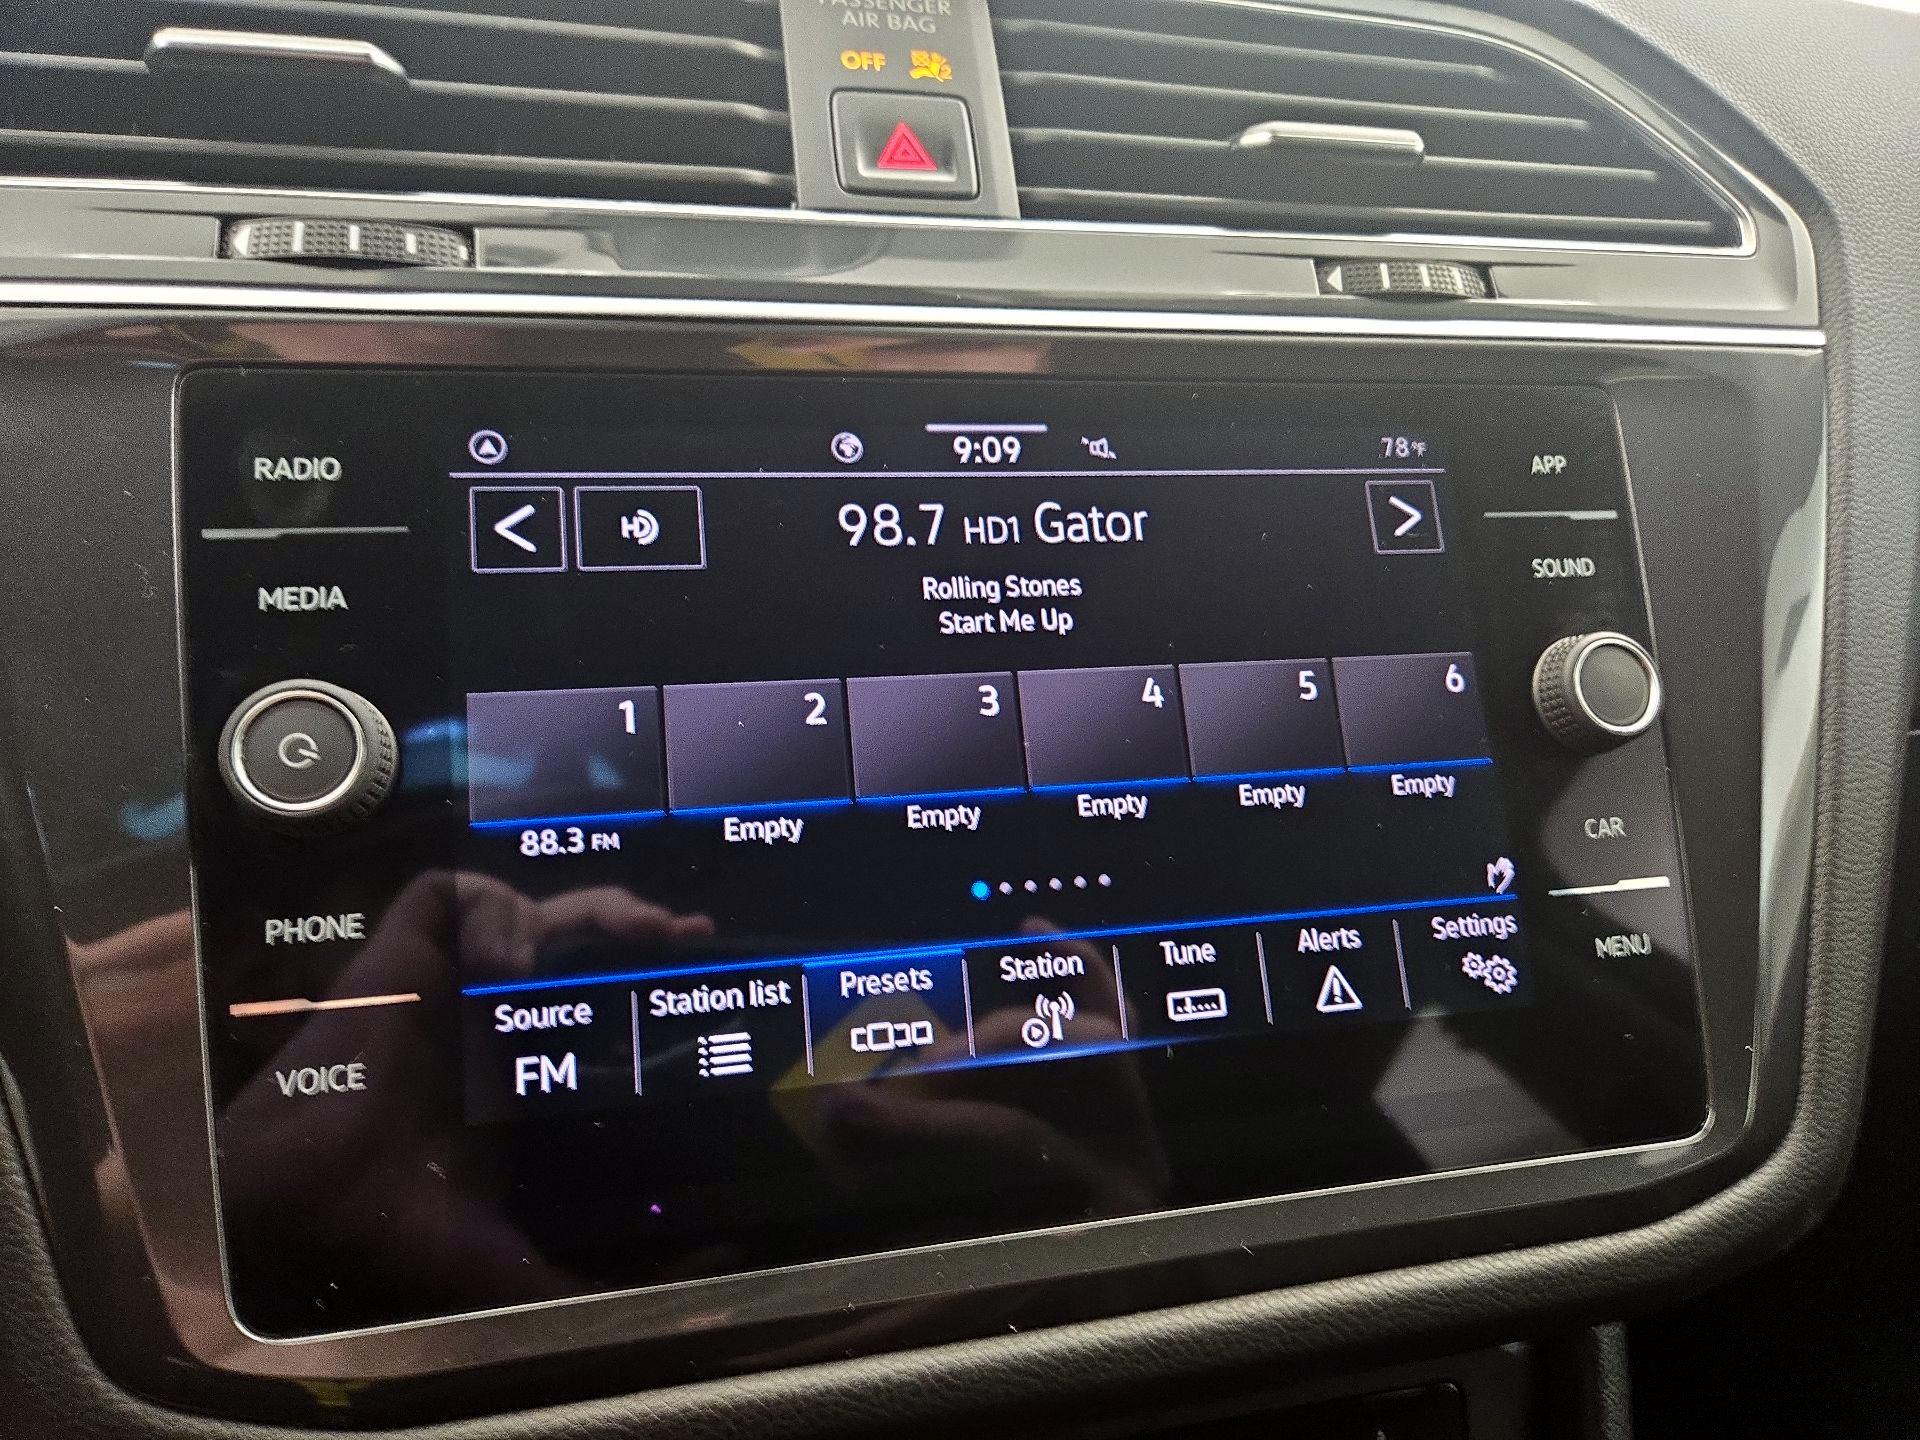 PASSENGER
AIR BAG
OFF
RADIO
MEDIA
PHONE
VOICE
9:09
78°F
< HD 98.7 HD1 Gator >
Rolling Stones
Start Me Up
1 2 3 4 5 6
88.3 FM Empty Empty Empty Empty Empty
Source Station list Presets Station Tune Alerts Settings
FM
APP
SOUND
CAR
MENU